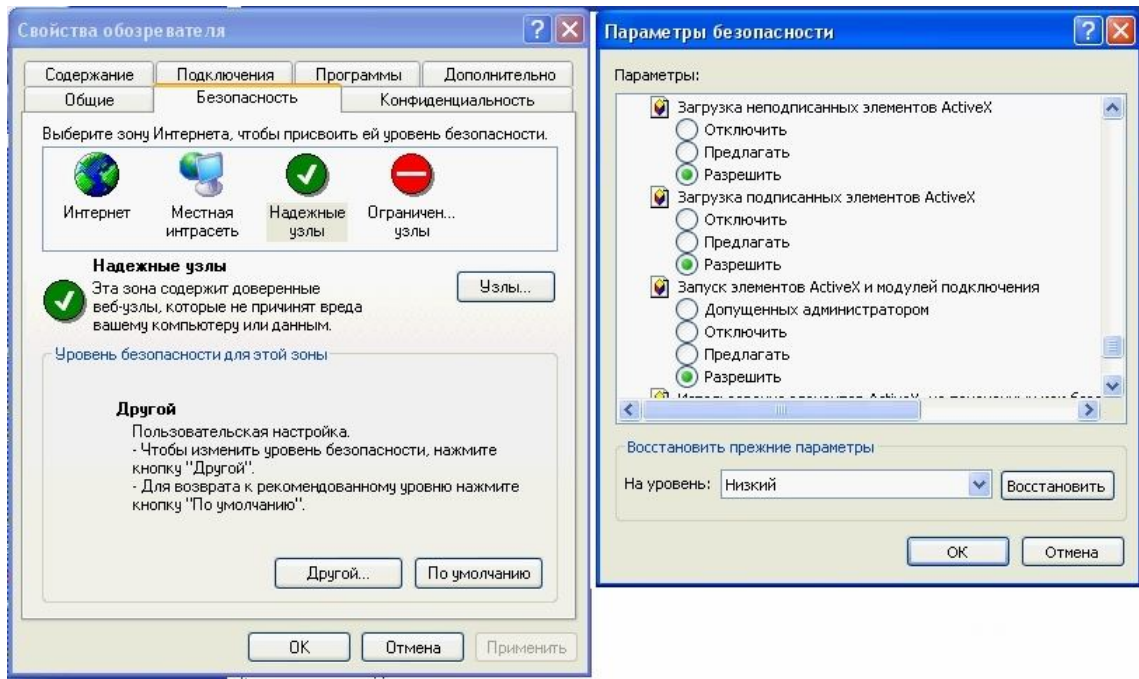 Свойства обозревателя
Содержание
Подключения
Программы
Дополнительно
Общие
Безопасность
Конфиденциальность
Выберите зону Интернета, чтобы присвоить ей уровень безопасности.
Интернет
Местная
интрасеть
Надежные
узлы
Ограничен...
узлы
Надежные узлы
Эта зона содержит доверенные
веб-узлы, которые не причинят вреда
вашему компьютеру или данным.
Узлы...
Уровень безопасности для этой зоны
Другой
Пользовательская настройка.
- Чтобы изменить уровень безопасности, нажмите
кнопку "Другой".
- Для возврата к рекомендованному уровню нажмите
кнопку "По умолчанию".
Другой...
По умолчанию
OK
Отмена
Применить
Параметры безопасности
Параметры:
Загрузка неподписанных элементов ActiveX
Отключить
Предлагать
Разрешить
Загрузка подписанных элементов ActiveX
Отключить
Предлагать
Разрешить
Запуск элементов ActiveX и модулей подключения
Допущенных администратором
Отключить
Предлагать
Разрешить
Восстановить прежние параметры
На уровень:
Низкий
Восстановить
OK
Отмена